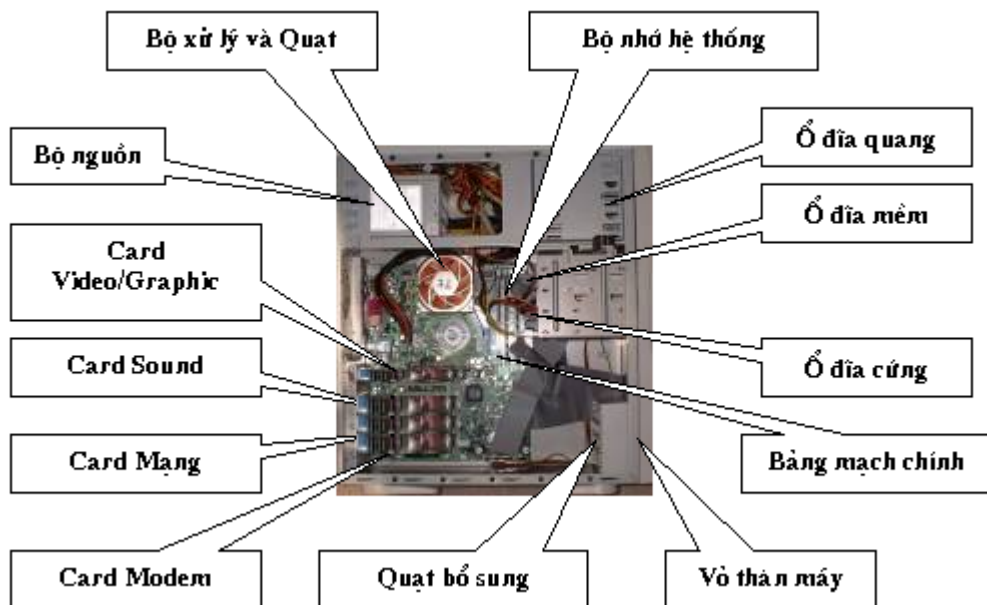 Bộ xử lý và Quạt
Bộ nhớ hệ thống
Bộ nguồn
Ổ đĩa quang
Ổ đĩa mềm
Card
Video/Graphic
Card Sound
Ổ đĩa cứng
Card Mạng
Bảng mạch chính
Card Modem
Quạt bổ sung
Vỏ thân máy